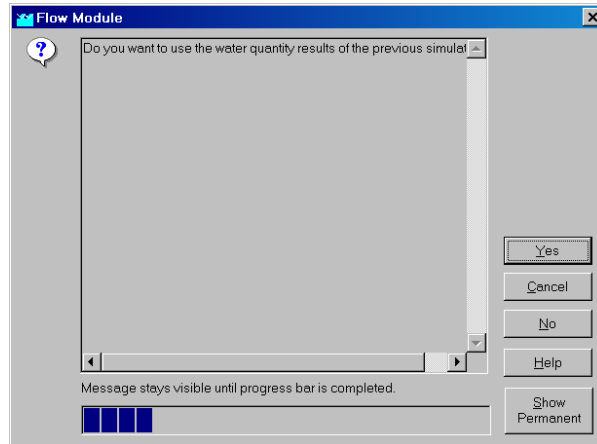 Flow Module
Do you want to use the water quantity results of the previous simulat
Yes
Cancel
No
Help
Message stays visible until progress bar is completed.
Show
Permanent